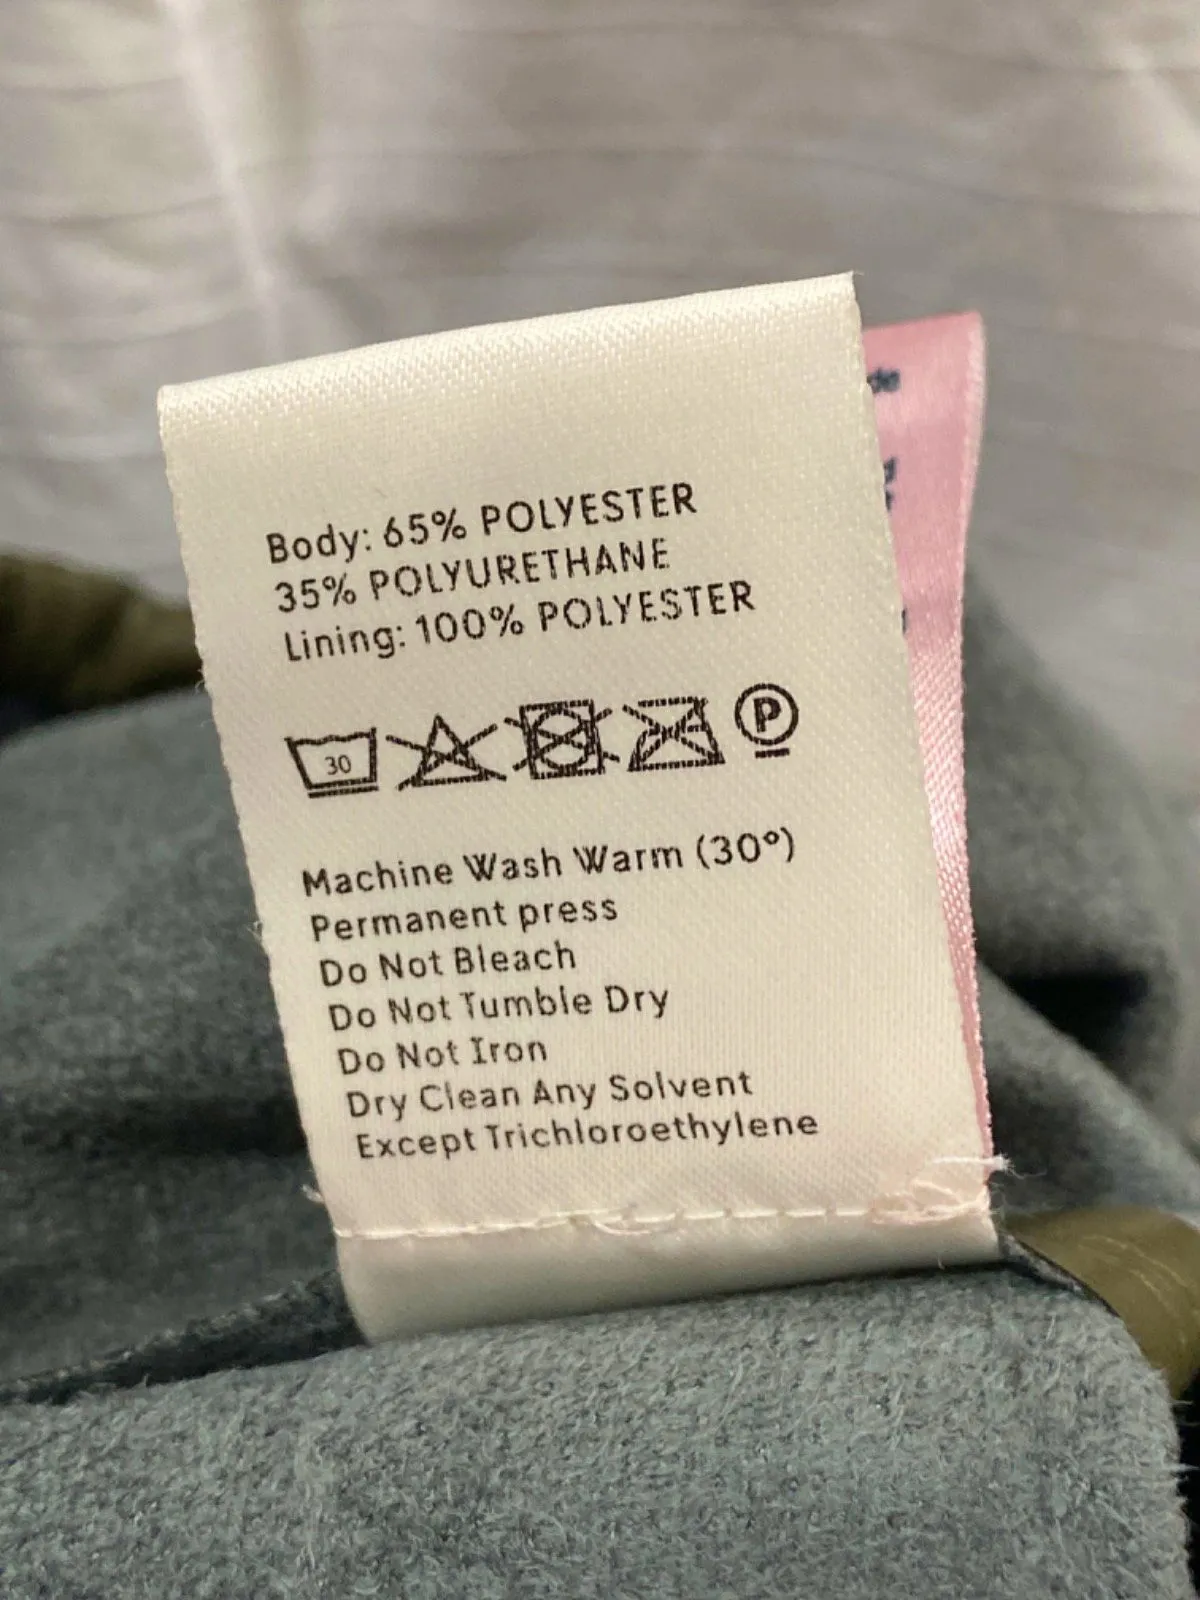 Body: 65% POLYESTER
35% POLYURETHANE
Lining: 100% POLYESTER
30
P
Machine Wash Warm (30°)
Permanent press
Do Not Bleach
Do Not Tumble Dry
Do Not Iron
Dry Clean Any Solvent
Except Trichloroethylene
de